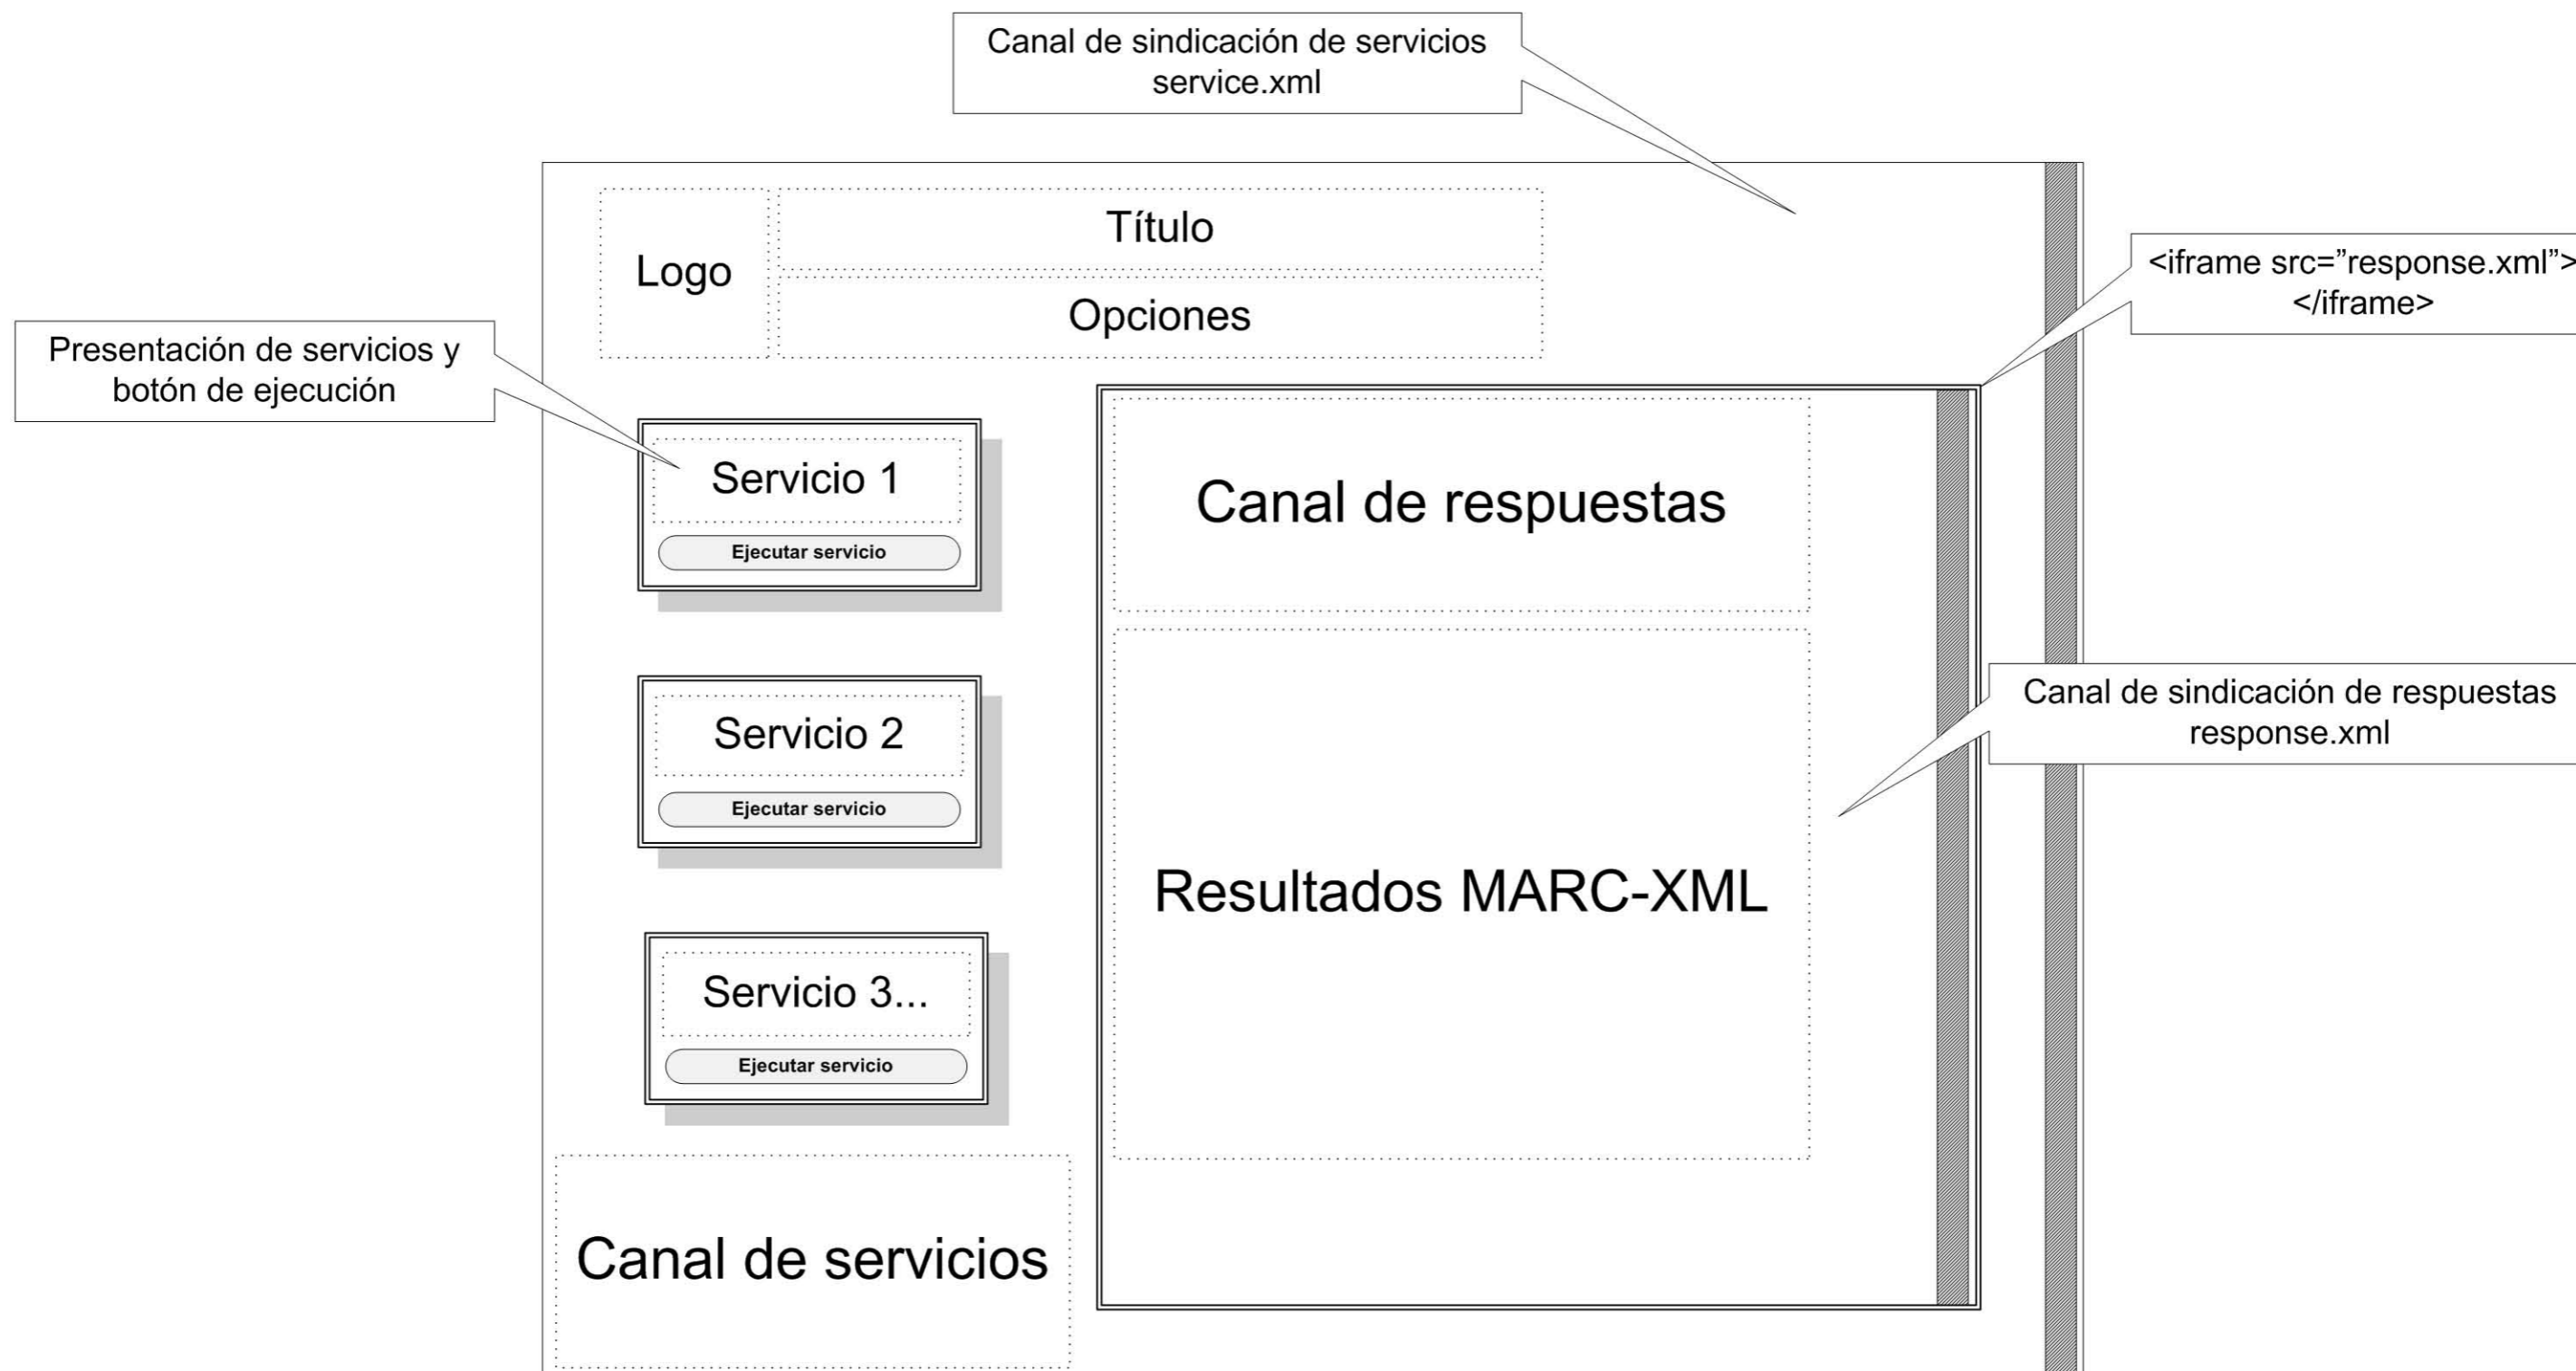 Canal de sindicación de servicios
service.xml
Título
Logo
Opciones
<iframe src=”response.xml”>
</iframe>
Presentación de servicios y
botón de ejecución
Servicio 1
Ejecutar servicio
Canal de respuestas
Servicio 2
Ejecutar servicio
Canal de sindicación de respuestas
response.xml
Resultados MARC-XML
Servicio 3...
Ejecutar servicio
Canal de servicios